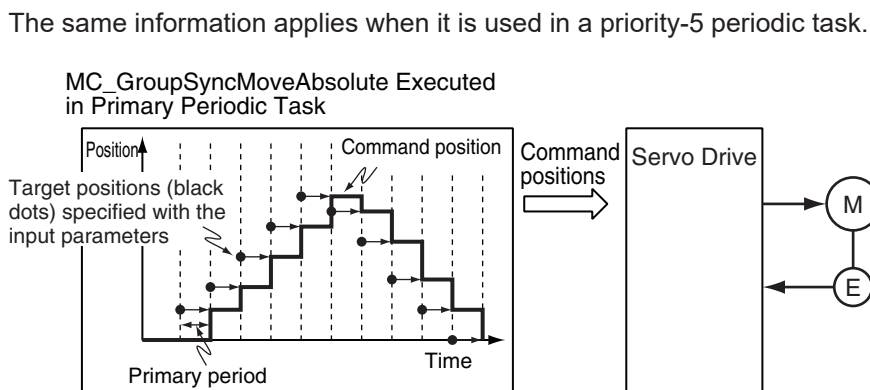 The same information applies when it is used in a priority-5 periodic task.
MC_GroupSyncMoveAbsolute Executed
in Primary Periodic Task
Position
Command position
Target positions (black
dots) specified with the
input parameters
Primary period
Time
Command
positions
Servo Drive
M
E